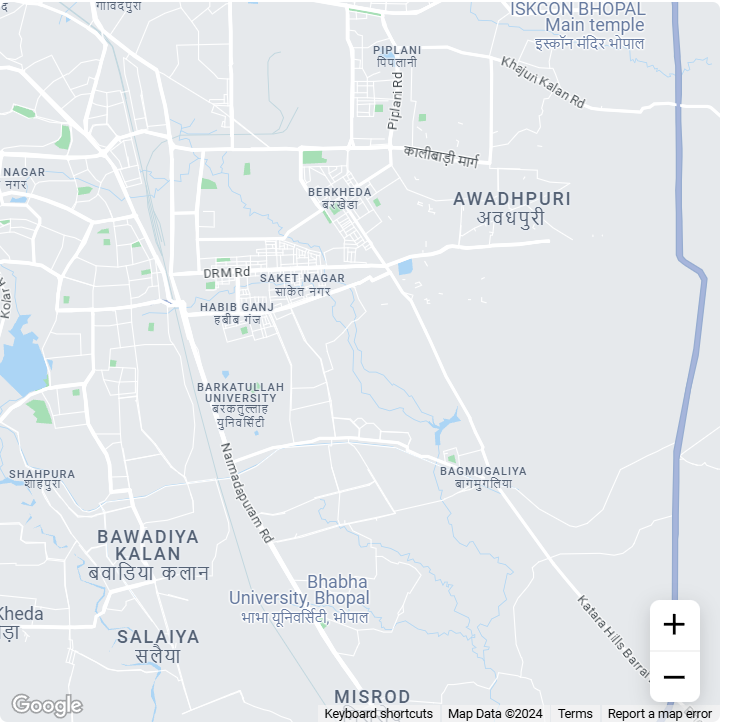 गोविंदपुरा
ISKCON BHOPAL
Main temple
इस्कॉन मंदिर भोपाल
PIPLANI
पिपलानी
Khajuri Kalan Rd
Piplani Rd
कालीबाड़ी मार्ग
NAGAR
नगर
BERKHEDA
बरखेडा
AWADHPURI
अवधपुरी
DRM Rd
SAKET NAGAR
साकेत नगर
Kolar
HABIB GANJ
हबीब गंज
BARKATULLAH
UNIVERSITY
बरकतुल्लाह
युनिवर्सिटी
SHAHPURA
शाहपुरा
Narmadapuram Rd
BAGMUGALIYA
बागमुगलिया
BAWADIYA
KALAN
बवाडिया कलान
Bhabha
University, Bhopal
भाभा यूनिवर्सिटी, भोपाल
Kheda
ड़ा
SALAIYA
सलैया
Katara Hills Barrai
MISROD
+
−
Google
Keyboard shortcuts
Map Data ©2024
Terms
Report a map error